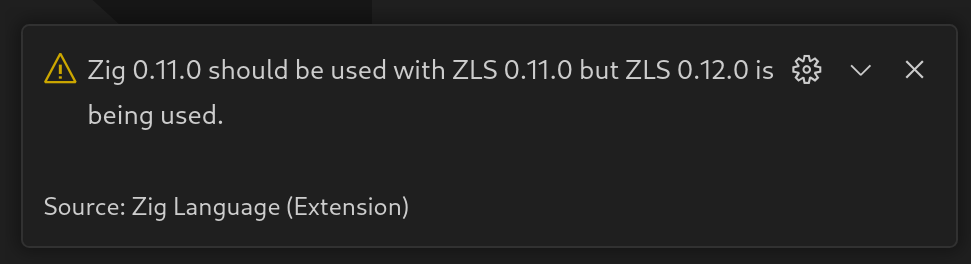 Zig 0.11.0 should be used with ZLS 0.11.0 but ZLS 0.12.0 is
being used.
Source: Zig Language (Extension)